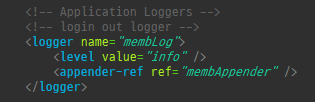 <!-- Application Loggers -->
<!-- login out logger -->
<logger name="membLog">
<level value="info" />
<appender-ref ref="membAppender" />
</logger>